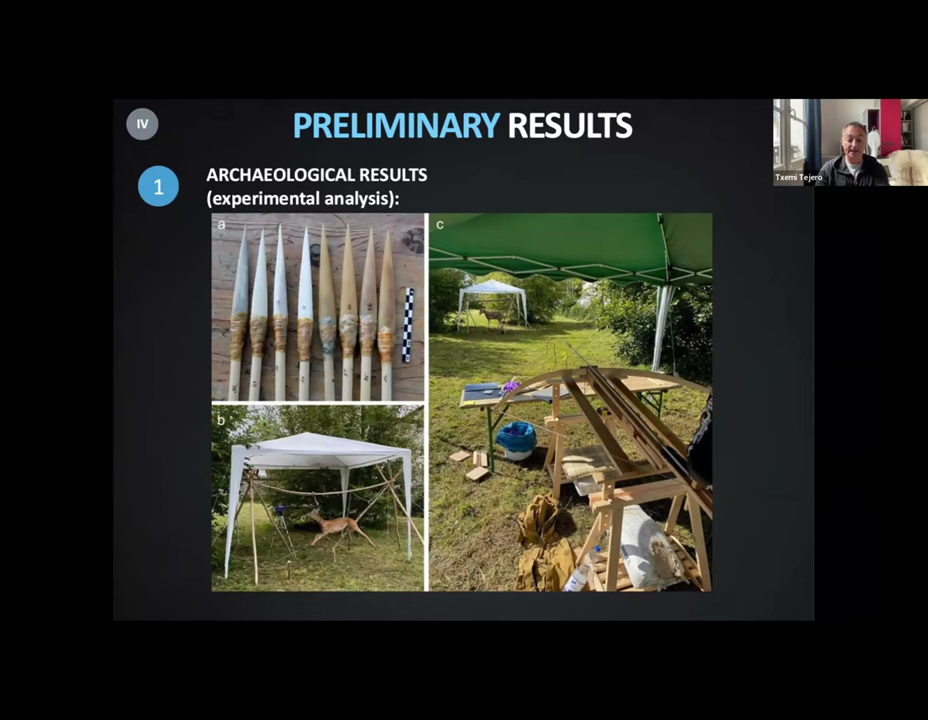 IV
PRELIMINARY RESULTS
1
ARCHAEOLOGICAL RESULTS
(experimental analysis):
a
c
b
Txemi Tejero